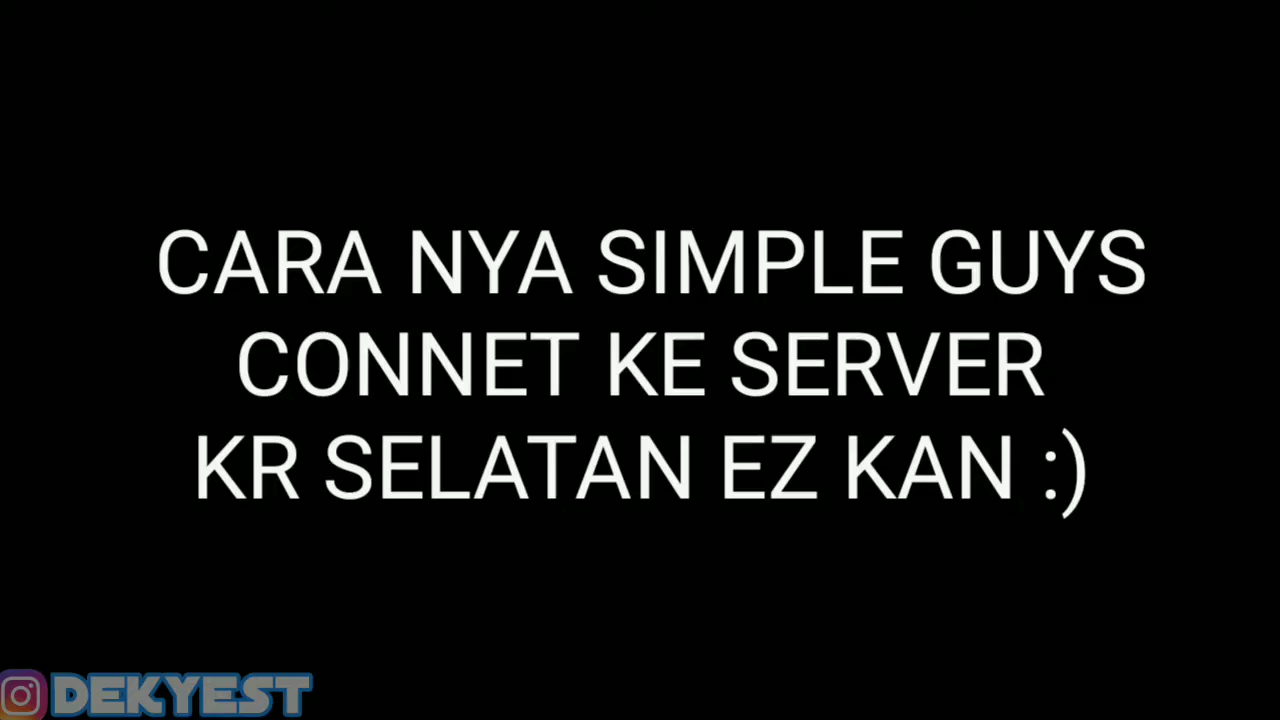 CARA NYA SIMPLE GUYS
CONNET KE SERVER
KR SELATAN EZ KAN :)
DEKYEST